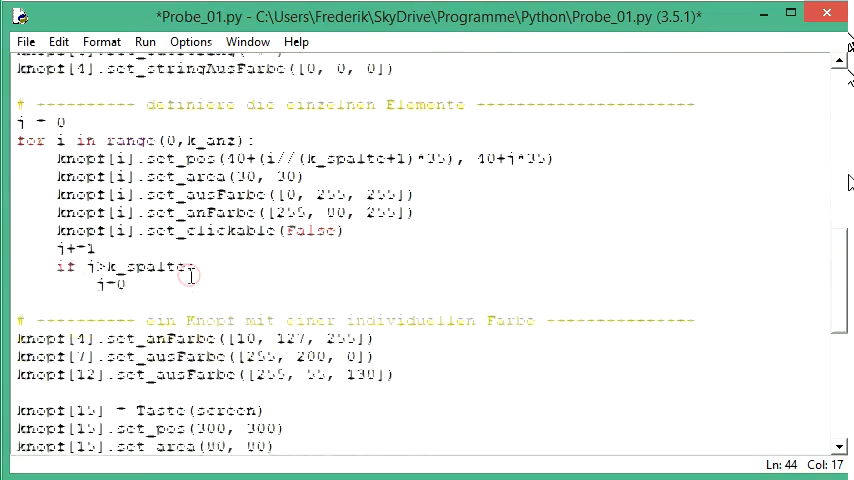 *Probe_01.py - C:\Users\Frederik\SkyDrive\Programme\Python\Probe_01.py (3.5.1)*
File Edit Format Run Options Window Help
knopf[4].set_stringAusFarbe([0, 0, 0])
# ---------- definiere die einzelnen Elemente ----------------------
j = 0
for i in range(0,k_anz):
knopf[i].set_pos(40+(i//(k_spalte+1)*35), 40+j*35)
knopf[i].set_area(30, 30)
knopf[i].set_ausFarbe([0, 255, 255])
knopf[i].set_anFarbe([255, 80, 255])
knopf[i].set_clickable(False)
j+=1
if j>k_spalte:
j=0
# ---------- ein Knopf mit einer individuellen Farbe ---------------
knopf[4].set_anFarbe([10, 127, 255])
knopf[7].set_ausFarbe([255, 200, 0])
knopf[12].set_ausFarbe([255, 55, 130])
knopf[15] = Taste(screen)
knopf[15].set_pos(300, 300)
knopf[15].set_area(80, 80)
Ln: 44 Col: 17